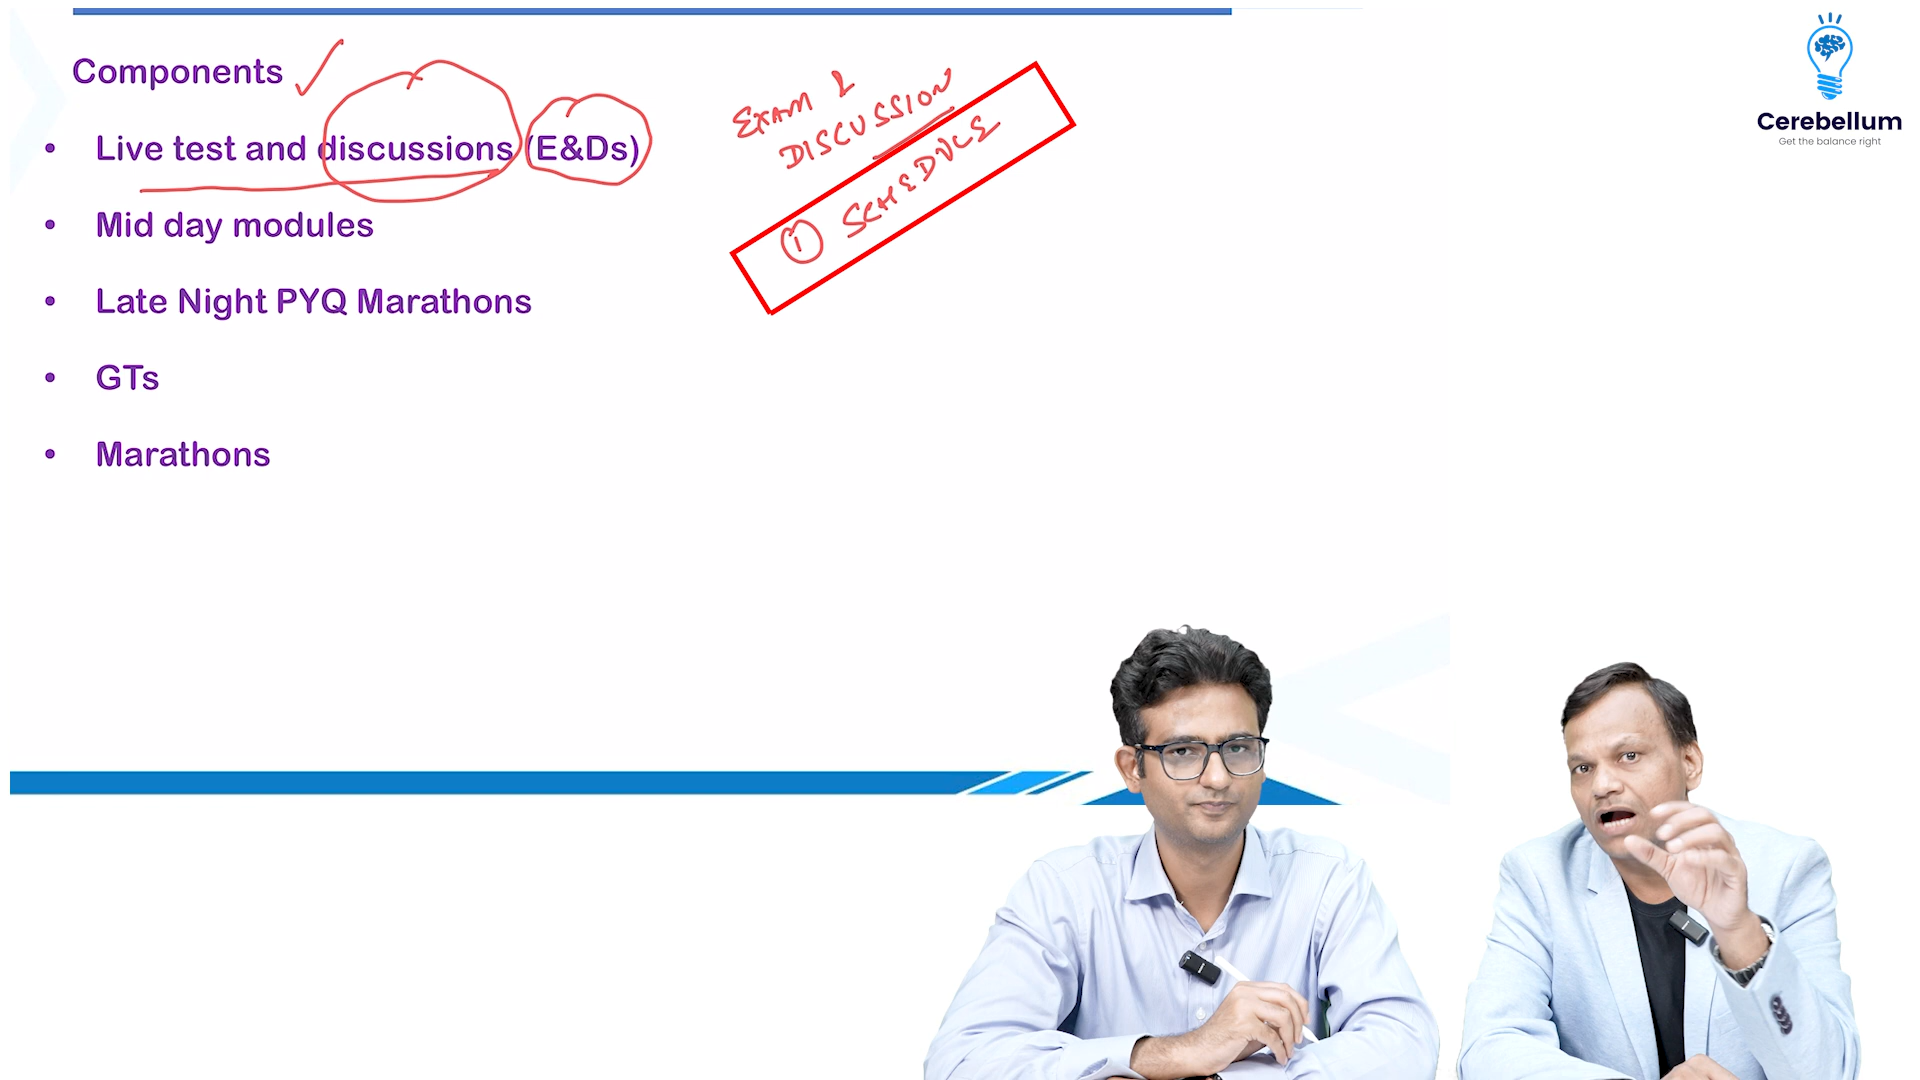 Components
• Live test and discussions (E&Ds)
• Mid day modules
• Late Night PYQ Marathons
• GTs
• Marathons
EXAM &
DISCUSSION
① SCHEDULE
Cerebellum
Get the balance right